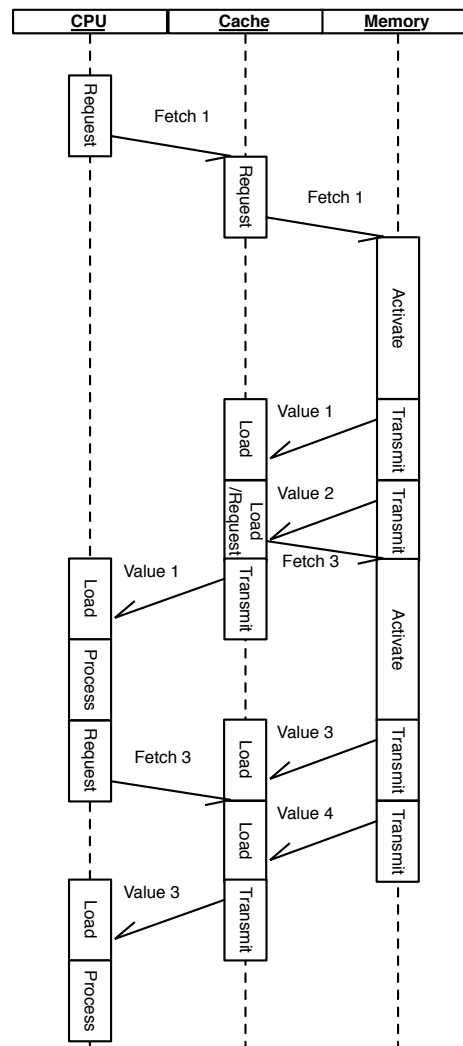 CPU Cache Memory
Request
Fetch 1
Request
Fetch 1
Activate
Value 1
Load
Transmit
Value 2
Load
/Request
Transmit
Fetch 3
Value 1
Load
Transmit
Activate
Process
Request
Fetch 3
Value 3
Load
Transmit
Value 4
Load
Transmit
Value 3
Load
Transmit
Process